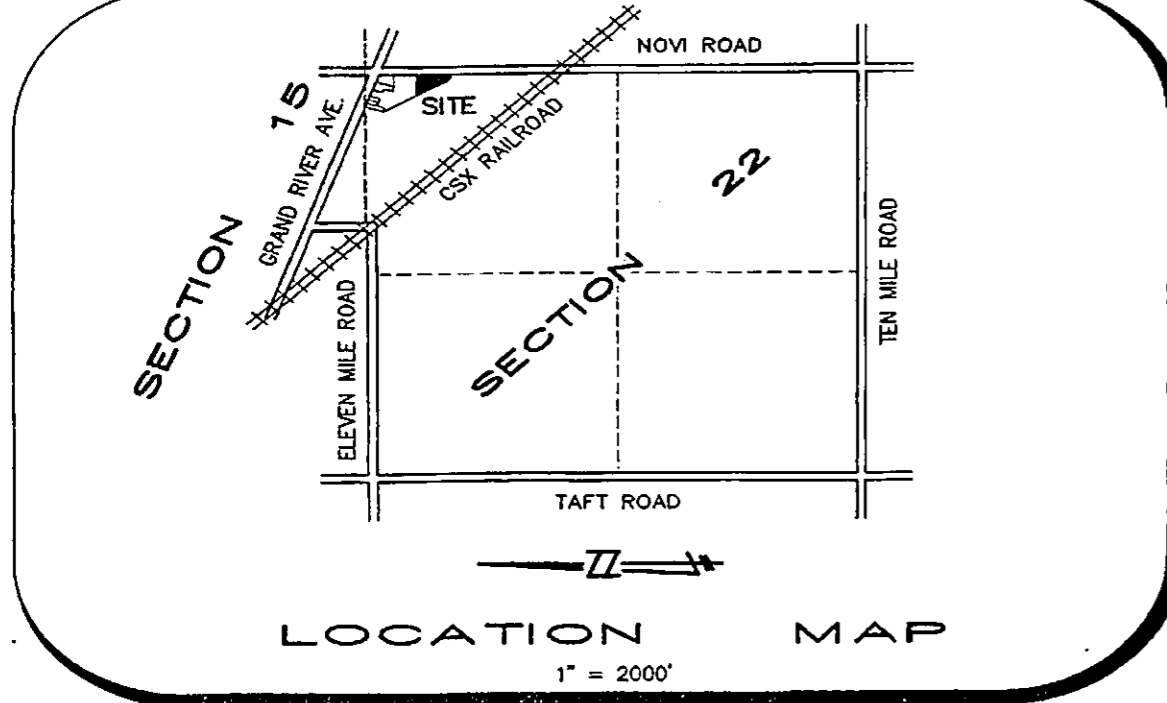 NOVI ROAD
15
SITE
GRAND RIVER AVE.
CSX RAILROAD
22
SECTION
SECTION
ELEVEN MILE ROAD
TEN MILE ROAD
TAFT ROAD
LOCATION MAP
1" = 2000'